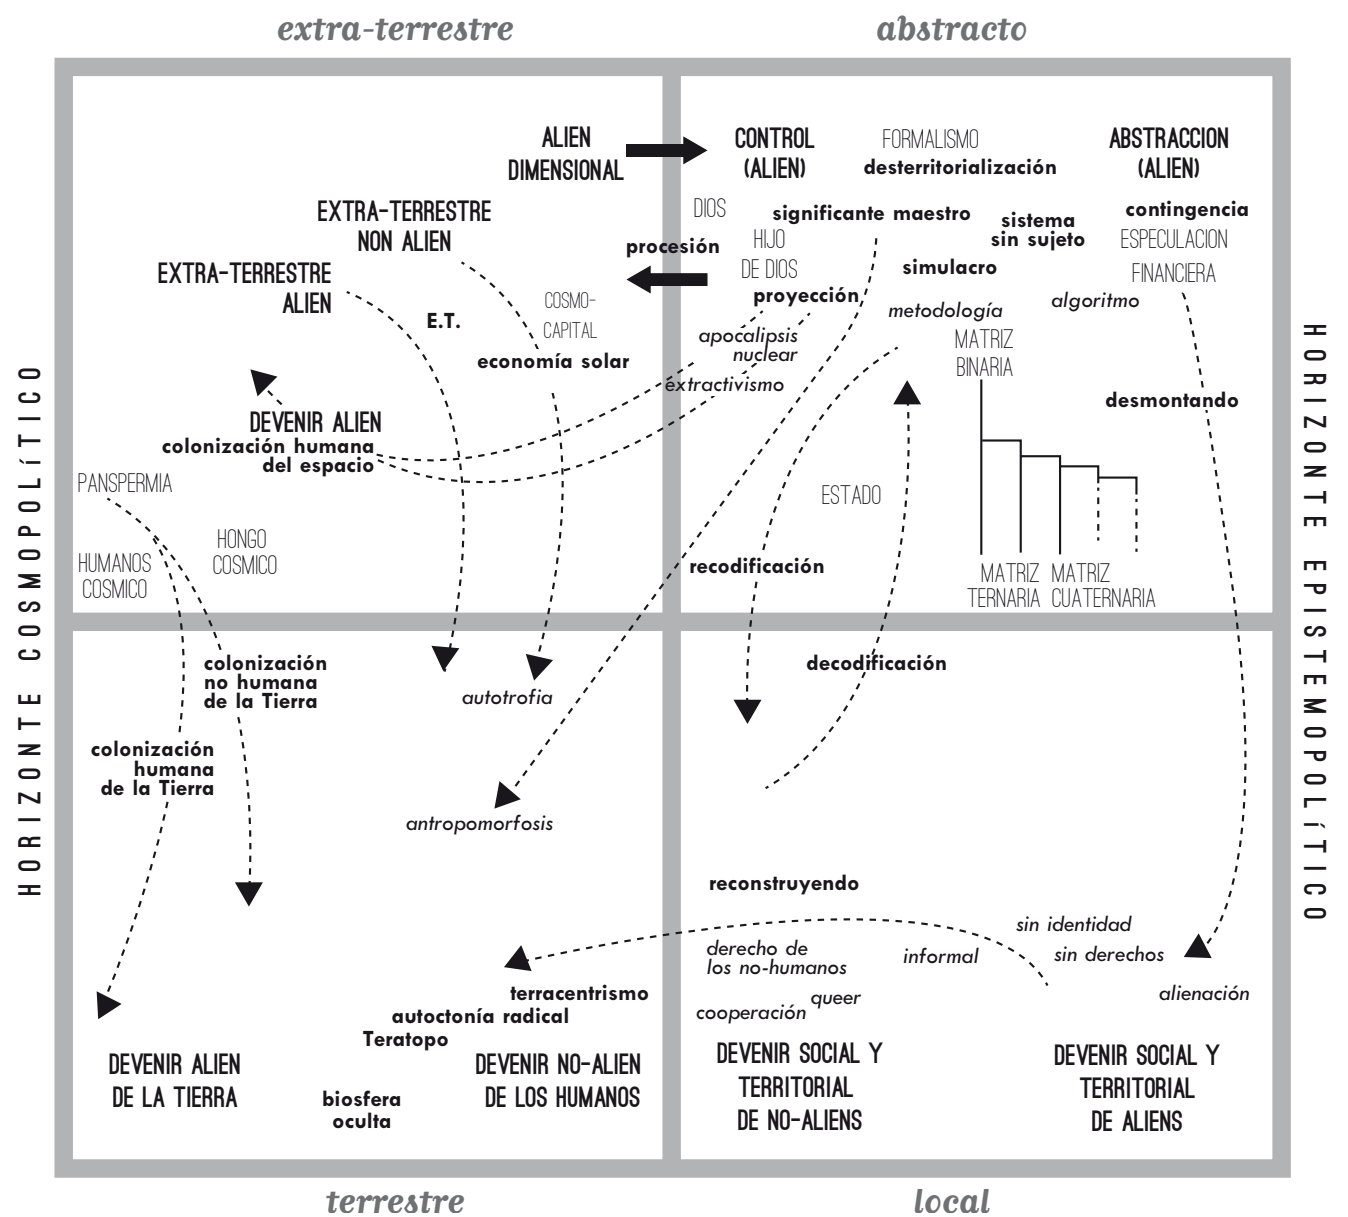 extra-terrestre
abstracto
HORIZONTE COSMOPOLíTICO
HORIZONTE EPISTEMOPOLíTICO
ALIEN
DIMENSIONAL
EXTRA-TERRESTRE
NON ALIEN
EXTRA-TERRESTRE
ALIEN
E.T.
COSMO-
CAPITAL
economía solar
DEVENIR ALIEN
colonización humana
del espacio
PANSPERMIA
HUMANOS
COSMICO
HONGO
COSMICO
CONTROL
(ALIEN)
FORMALISMO
desterritorialización
ABSTRACCION
(ALIEN)
DIOS
significante maestro
sistema
sin sujeto
contingencia
ESPECULACION
FINANCIERA
procesión
HIJO
DE DIOS
simulacro
proyección
metodología
algoritmo
apocalipsis
nuclear
extractivismo
MATRIZ
BINARIA
desmontando
ESTADO
recodificación
MATRIZ
TERNARIA
MATRIZ
CUATERNARIA
colonización
no humana
de la Tierra
colonización
humana
de la Tierra
autotrofia
antropomorfosis
terracentrismo
autoctonía radical
Teratopo
DEVENIR ALIEN
DE LA TIERRA
biosfera
oculta
DEVENIR NO-ALIEN
DE LOS HUMANOS
decodificación
reconstruyendo
derecho de
los no-humanos
informal
sin identidad
sin derechos
queer
cooperación
alienación
DEVENIR SOCIAL Y
TERRITORIAL
DE NO-ALIENS
DEVENIR SOCIAL Y
TERRITORIAL
DE ALIENS
terrestre
local